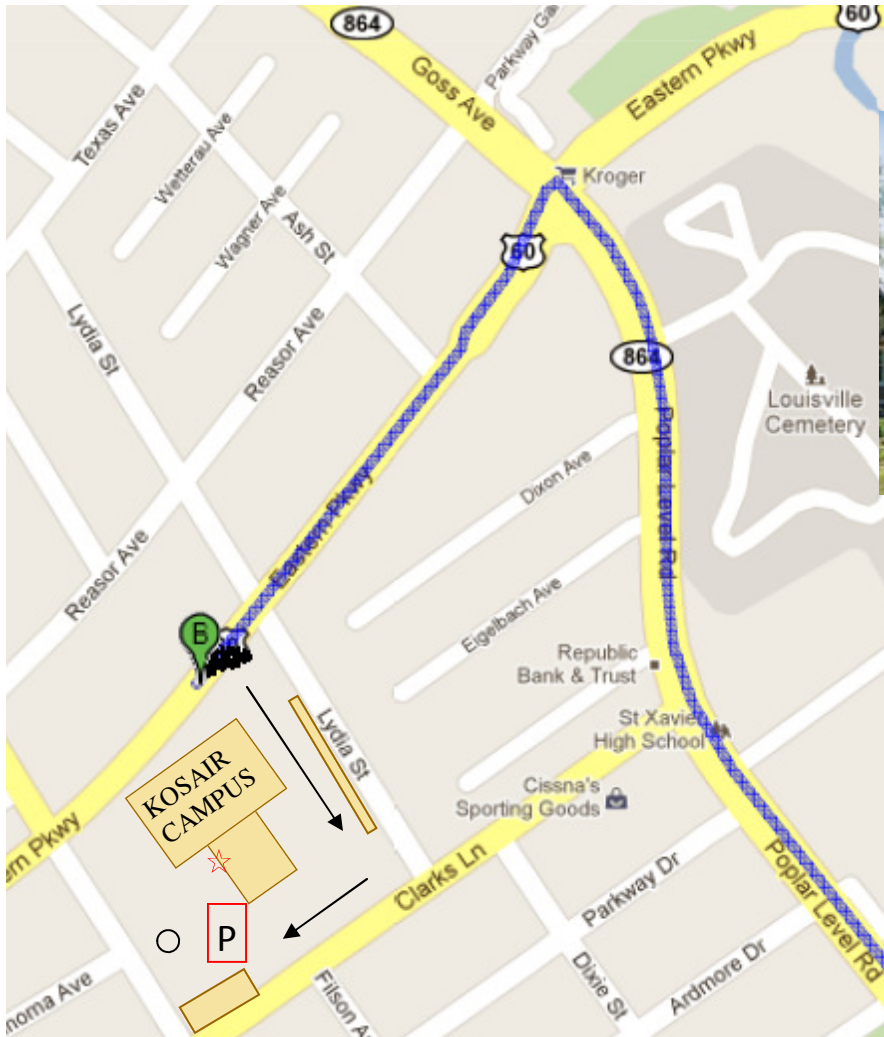 864
60
Parkway Ga
Goss Ave
Eastern Pkwy
Texas Ave
Wetterau Ave
Kroger
Wagner Ave
Ash St
60
Lydia St
Reasor Ave
864
Louisville
Cemetery
Poplar Level Rd
Dixon Ave
Eastern Pkwy
Reasor Ave
Eigelbach Ave
Republic
Bank & Trust
St Xavier
High School
Lydia St
KOSAIR
CAMPUS
Cissna's
Sporting Goods
ern Pkwy
Clarks Ln
Parkway Dr
Poplar Level Rd
P
noma Ave
Filson A
Dixie St
Ardmore Dr